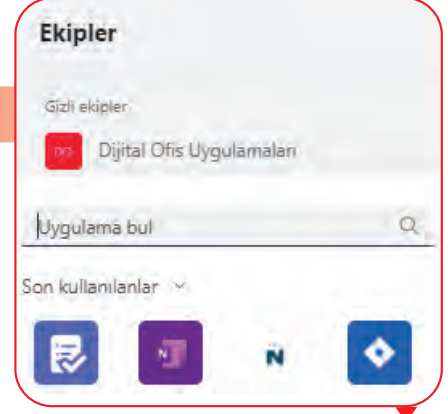 Ekipler
Gizli ekipler
DO Dijital Ofis Uygulamaları
Uygulama bul
Son kullanılanlar
N
N